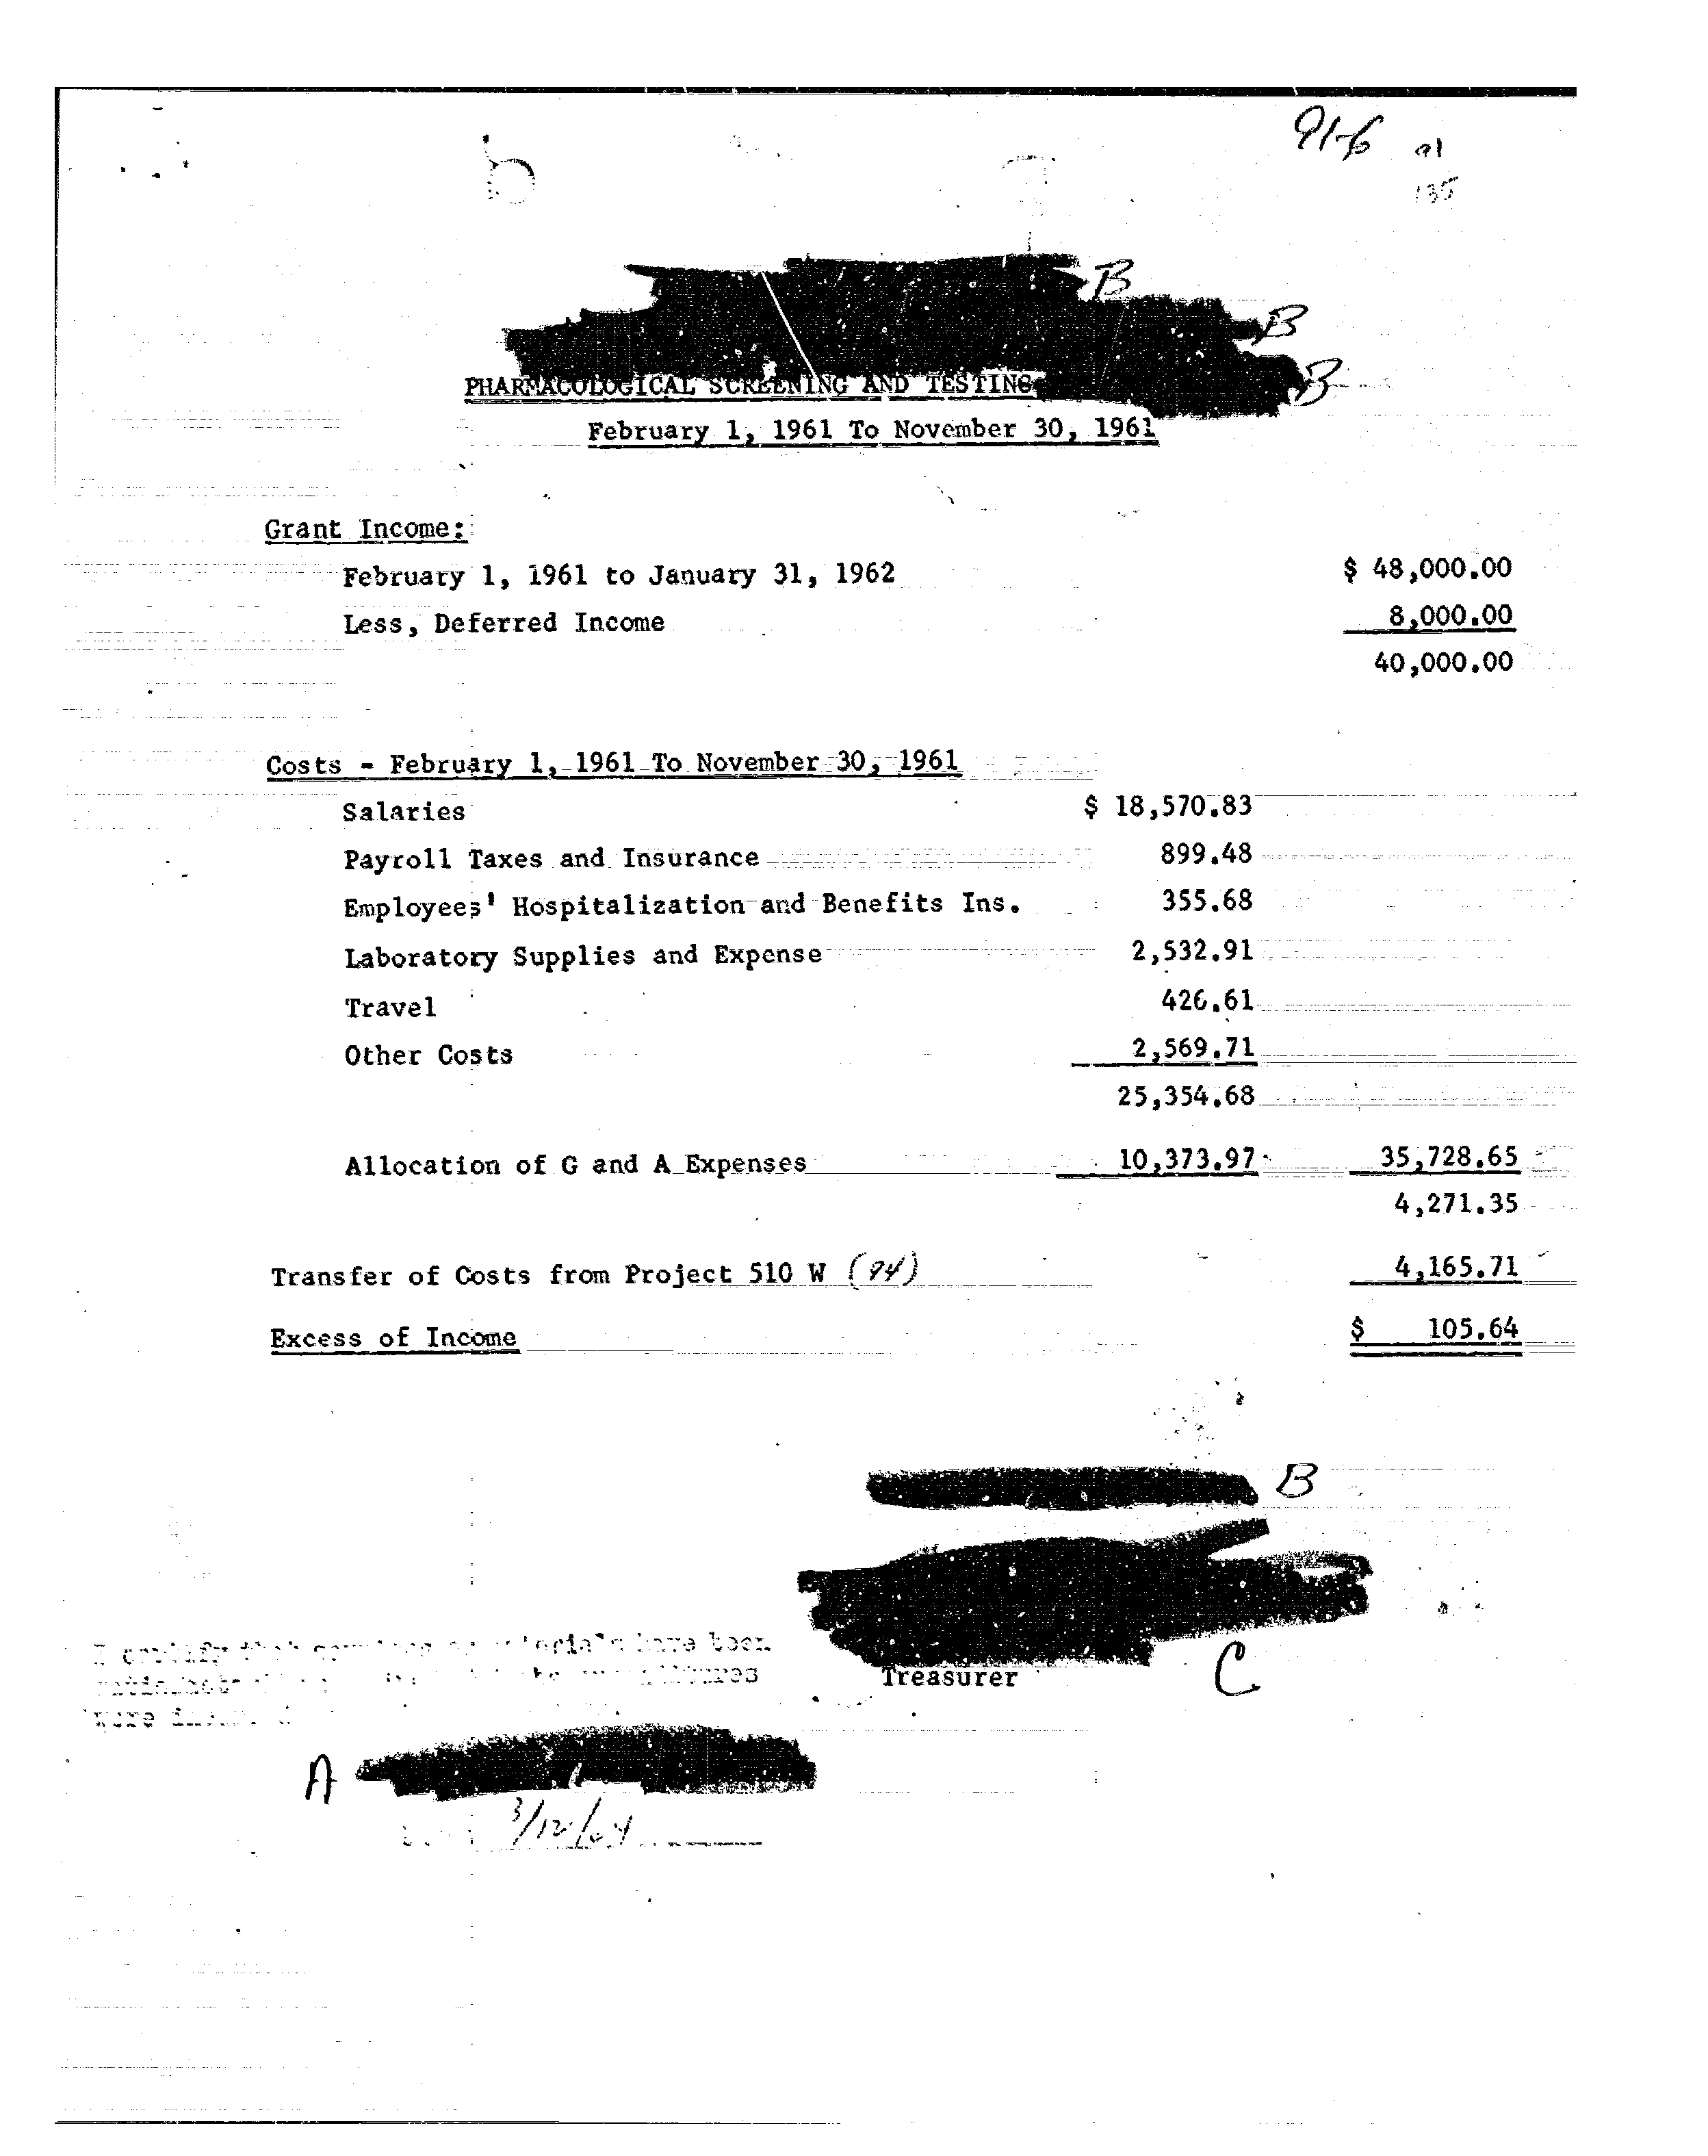 91-6 91
135
B
B
PHARMACOLOGICAL SCREENING AND TESTING B
February 1, 1961 To November 30, 1961
Grant Income:
February 1, 1961 to January 31, 1962 $ 48,000.00
Less, Deferred Income 8,000.00
40,000.00
Costs - February 1, 1961 To November 30, 1961
Salaries $ 18,570.83
Payroll Taxes and Insurance 899.48
Employees' Hospitalization and Benefits Ins. 355.68
Laboratory Supplies and Expense 2,532.91
Travel 426.61
Other Costs 2,569.71
25,354.68
Allocation of G and A Expenses 10,373.97 35,728.65
4,271.35
Transfer of Costs from Project 510 W (94) 4,165.71
Excess of Income $ 105.64
B
I certify that have been
Treasurer C
were
A
3/12/64